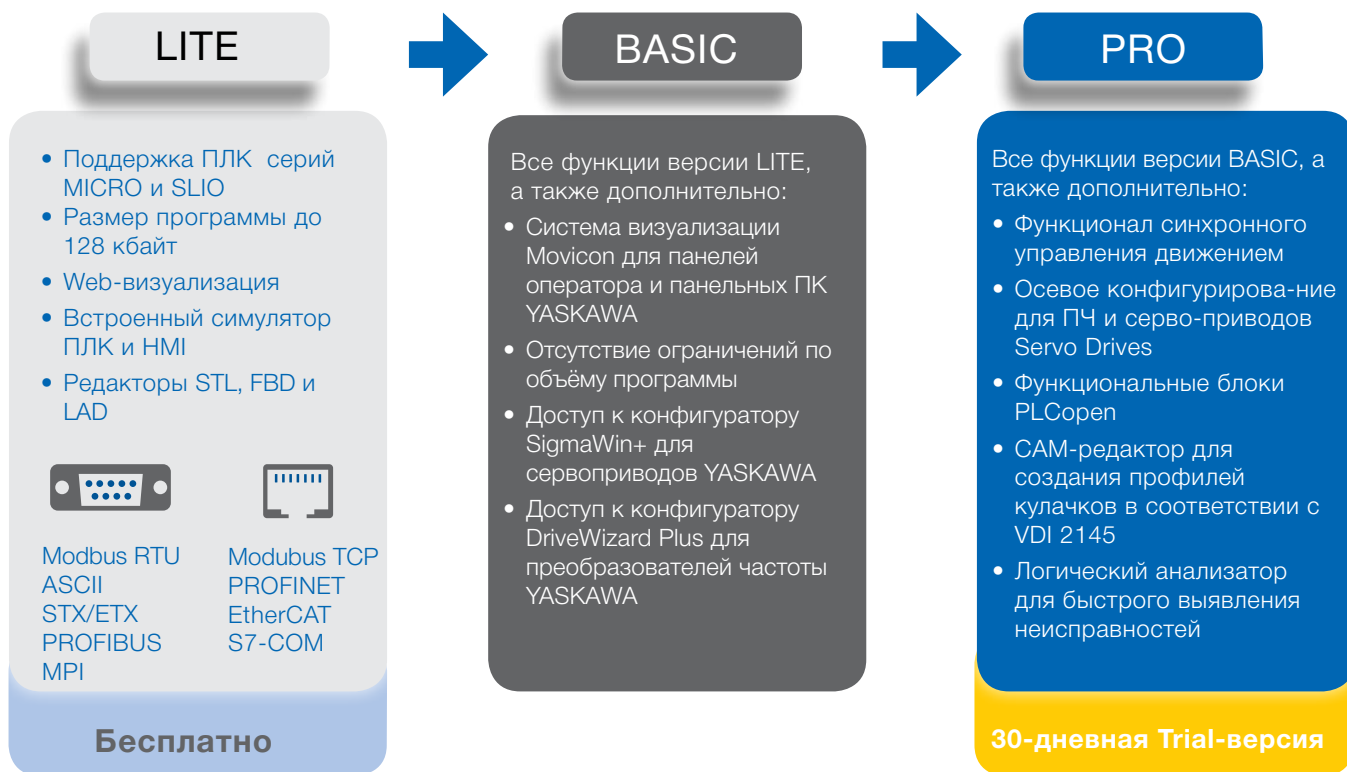 LITE
• Поддержка ПЛК серий
MICRO и SLIO
• Размер программы до
128 кбайт
• Web-визуализация
• Встроенный симулятор
ПЛК и HMI
• Редакторы STL, FBD и
LAD
Modbus RTU
ASCII
STX/ETX
PROFIBUS
MPI
Modubus TCP
PROFINET
EtherCAT
S7-COM
Бесплатно
BASIC
Все функции версии LITE,
а также дополнительно:
• Система визуализации
Movicon для панелей
оператора и панельных ПК
YASKAWA
• Отсутствие ограничений по
объёму программы
• Доступ к конфигуратору
SigmaWin+ для
сервоприводов YASKAWA
• Доступ к конфигуратору
DriveWizard Plus для
преобразователей частоты
YASKAWA
PRO
Все функции версии BASIC, а
также дополнительно:
• Функционал синхронного
управления движением
• Осевое конфигурирова-ние
для ПЧ и серво-приводов
Servo Drives
• Функциональные блоки
PLCopen
• CAM-редактор для
создания профилей
кулачков в соответствии с
VDI 2145
• Логический анализатор
для быстрого выявления
неисправностей
30-дневная Trial-версия